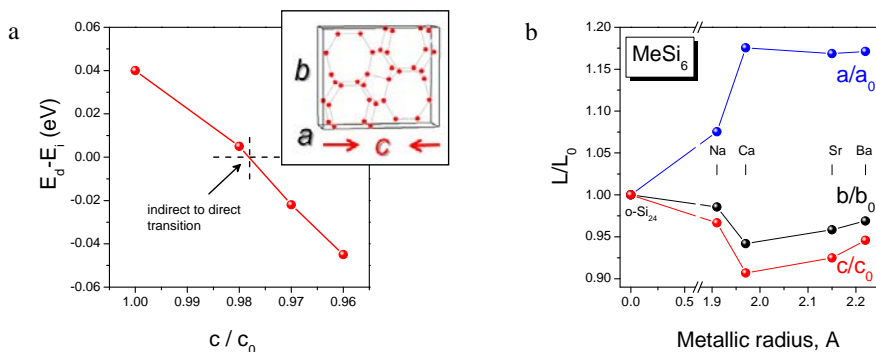 a
0.06
0.04
0.02
0.00
-0.02
-0.04
-0.06
E_d-E_i (eV)
1.00
0.99
0.98
0.97
0.96
c / c_0
indirect to direct
transition
b
a
c
b
1.20
1.15
1.10
1.05
1.00
0.95
0.90
L/L_0
MeSi_6
a/a_0
Na
Ca
Sr
Ba
b/b_0
o-Si_24
c/c_0
0.0
0.5
1.9
2.0
2.1
2.2
Metallic radius, A